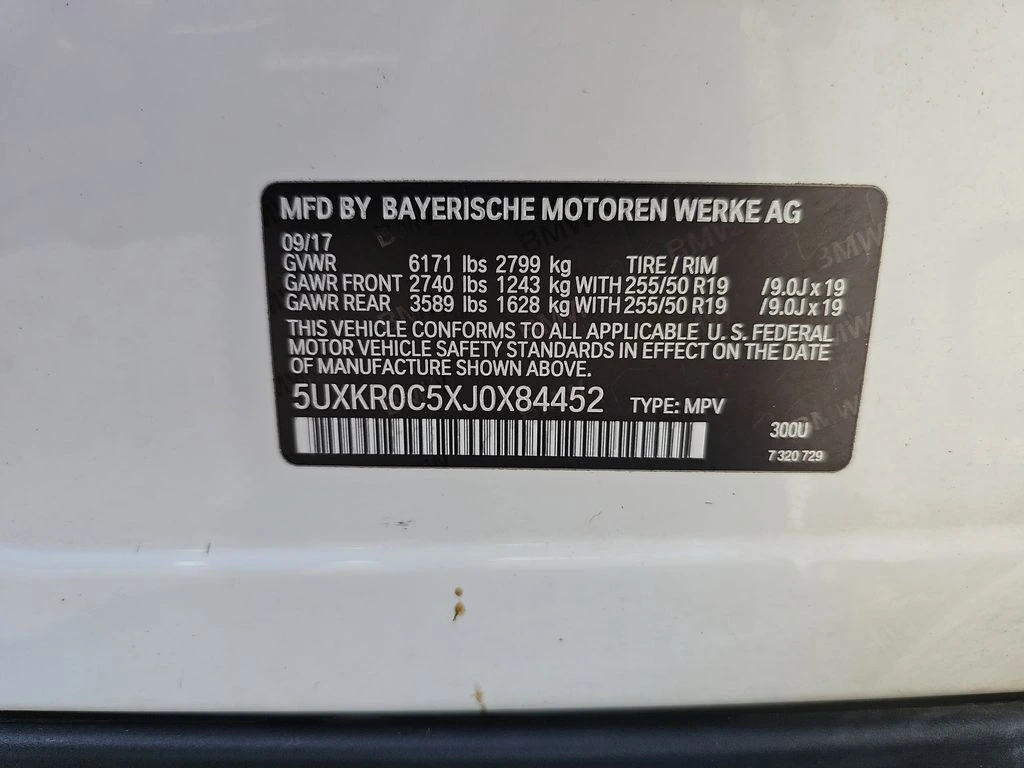 MFD BY BAYERISCHE MOTOREN WERKE AG
09/17
GVWR 6171 lbs 2799 kg TIRE / RIM
GAWR FRONT 2740 lbs 1243 kg WITH 255/50 R19 /9.0J x 19
GAWR REAR 3589 lbs 1628 kg WITH 255/50 R19 /9.0J x 19
THIS VEHICLE CONFORMS TO ALL APPLICABLE U. S. FEDERAL
MOTOR VEHICLE SAFETY STANDARDS IN EFFECT ON THE DATE
OF MANUFACTURE SHOWN ABOVE.
5UXKR0C5XJ0X84452 TYPE: MPV
300U
7 320 729